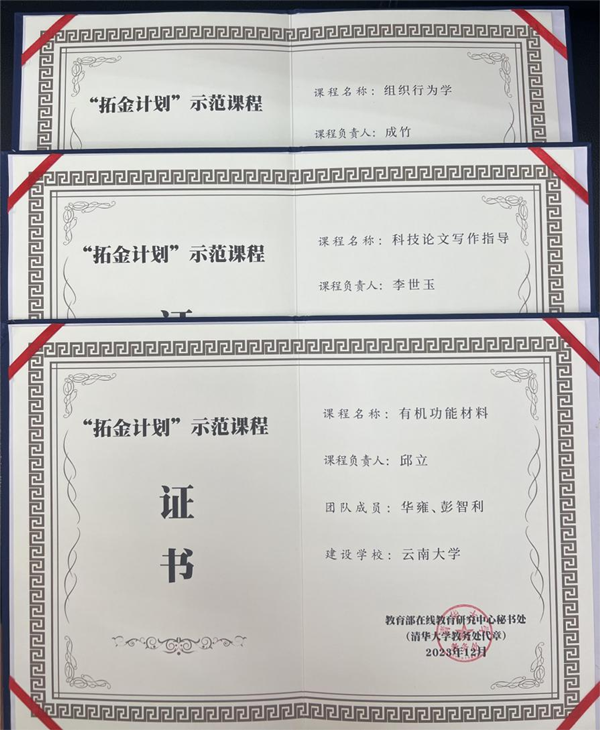 “拓金计划”示范课程
课程名称：组织行为学
课程负责人：成竹
“拓金计划”示范课程
课程名称：科技论文写作指导
课程负责人：李世玉
“拓金计划”示范课程
证
书
课程名称：有机功能材料
课程负责人：邱立
团队成员：华雍、彭智利
建设学校：云南大学
教育部在线教育研究中心秘书处
（清华大学教务处代章）
2023年12月